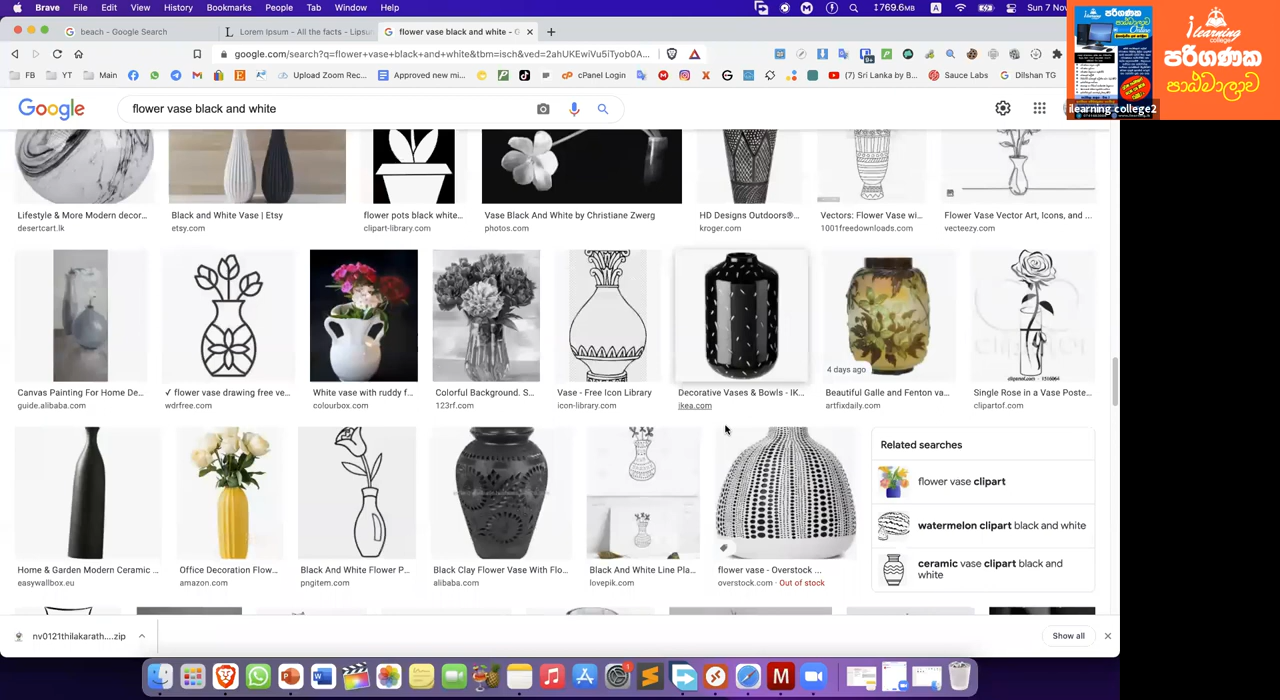 Brave File Edit View History Bookmarks People Tab Window Help
769.6MB
A
Sun 7 Nov
beach - Google Search
Lorem Ipsum - All the facts - Lipsu
flower vase black and white - G
google.com/search?q=flower+vase+black+and+white&tbm=isch&ved=2ahUKEwiVu5iTyob0A...
FB YT Main Upload Zoom Rec... Approved new mi... cPanel Login (7) Sri Lanka by B... Sauce Labs Dilshan TG
පරිගණක
පාඨමාලාව
ilearning college2
Google flower vase black and white
Lifestyle & More Modern decor...
desertcart.lk
Black and White Vase | Etsy
etsy.com
flower pots black white...
clipart-library.com
Vase Black And White by Christiane Zwerg
photos.com
HD Designs Outdoors®...
kroger.com
Vectors: Flower Vase wi...
1001freedownloads.com
Flower Vase Vector Art, Icons, and ...
vecteezy.com
4 days ago
Canvas Painting For Home De...
guide.alibaba.com
✓ flower vase drawing free ve...
wdrfree.com
White vase with ruddy f...
colourbox.com
Colorful Background. S...
123rf.com
Vase - Free Icon Library
icon-library.com
Decorative Vases & Bowls - IK...
ikea.com
Beautiful Galle and Fenton va...
artfixdaily.com
Single Rose in a Vase Poste...
clipartof.com
Home & Garden Modern Ceramic ...
easywallbox.eu
Office Decoration Flow...
amazon.com
Black And White Flower P...
pngitem.com
Black Clay Flower Vase With Flo...
alibaba.com
Black And White Line Pla...
lovepik.com
flower vase - Overstock ...
overstock.com · Out of stock
Related searches
flower vase clipart
watermelon clipart black and white
ceramic vase clipart black and
white
nv0121thilakarath....zip
Show all